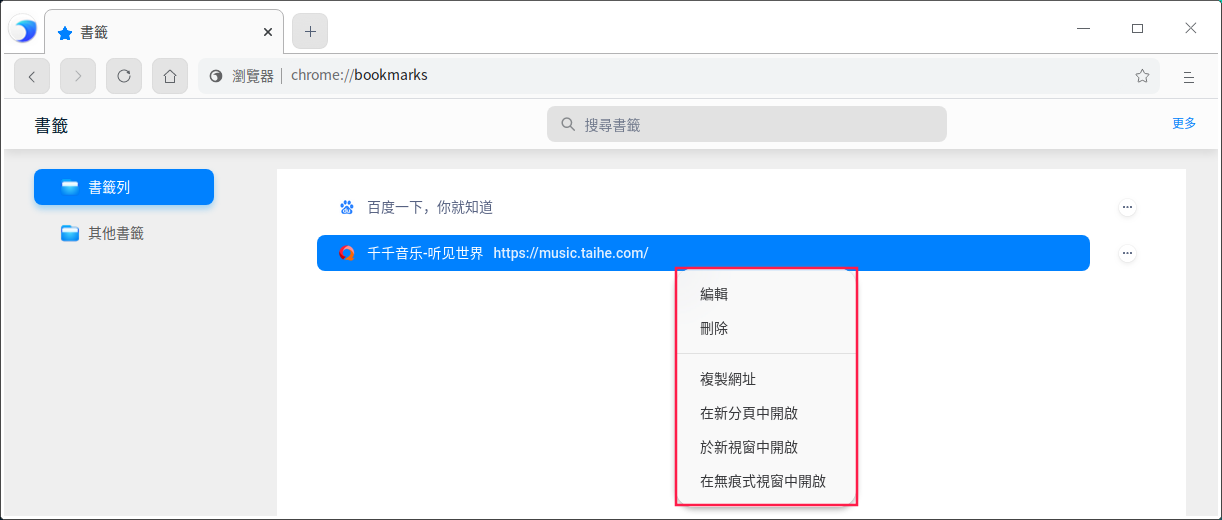 書籤
瀏覽器 | chrome://bookmarks
書籤
搜尋書籤
更多
書籤列
其他書籤
百度一下，你就知道
千千音乐-听见世界 https://music.taihe.com/
編輯
刪除
複製網址
在新分頁中開啟
於新視窗中開啟
在無痕式視窗中開啟